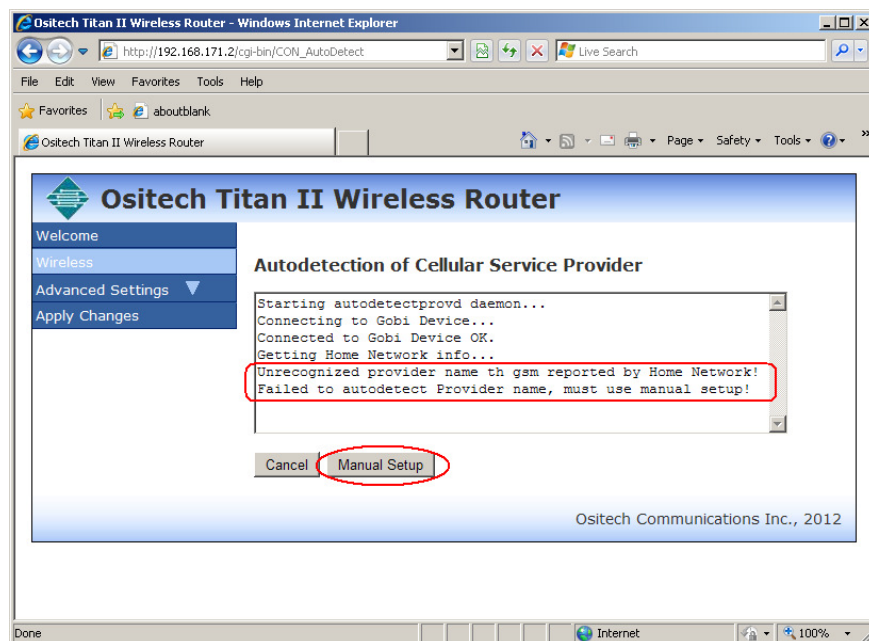 Ositech Titan II Wireless Router - Windows Internet Explorer
http://192.168.171.2/cgi-bin/CON_AutoDetect
Live Search
File Edit View Favorites Tools Help
Favorites aboutblank
Ositech Titan II Wireless Router
Page Safety Tools »
Ositech Titan II Wireless Router
Welcome
Wireless
Advanced Settings
Apply Changes
Autodetection of Cellular Service Provider
Starting autodetectprovd daemon...
Connecting to Gobi Device...
Connected to Gobi Device OK.
Getting Home Network info...
Unrecognized provider name th gsm reported by Home Network!
Failed to autodetect Provider name, must use manual setup!
Cancel Manual Setup
Ositech Communications Inc., 2012
Done Internet 100%